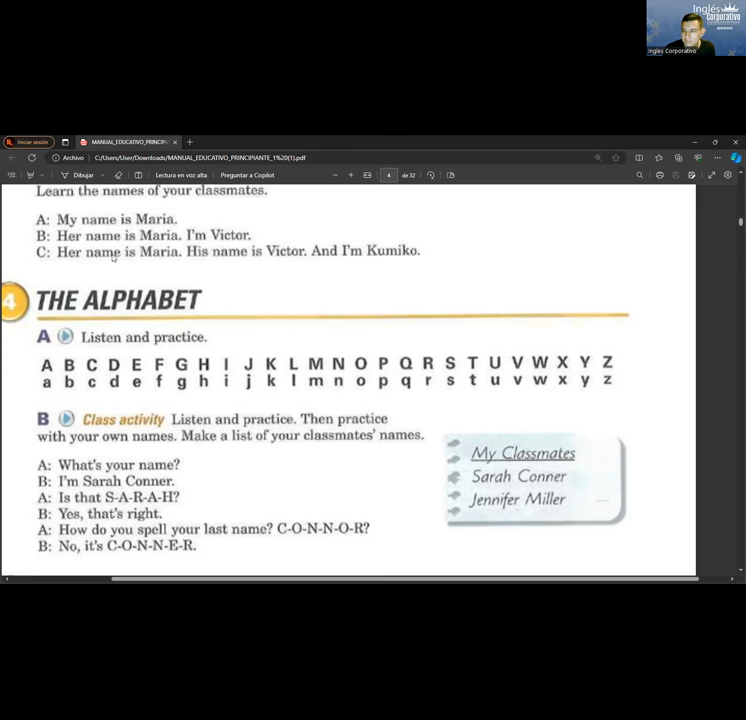 Inglés
Corporativo
BEGINNER
Ingles Corporativo
Iniciar sesión
MANUAL_EDUCATIVO_PRINCIPI
Archivo
C:/Users/User/Downloads/MANUAL_EDUCATIVO_PRINCIPIANTE_1%20(1).pdf
Dibujar
Lectura en voz alta
Preguntar a Copilot
4
de 32
Learn the names of your classmates.
A: My name is Maria.
B: Her name is Maria. I'm Victor.
C: Her name is Maria. His name is Victor. And I'm Kumiko.
4 THE ALPHABET
A Listen and practice.
A B C D E F G H I J K L M N O P Q R S T U V W X Y Z
a b c d e f g h i j k l m n o p q r s t u v w x y z
B Class activity Listen and practice. Then practice
with your own names. Make a list of your classmates' names.
A: What's your name?
B: I'm Sarah Conner.
A: Is that S-A-R-A-H?
B: Yes, that's right.
A: How do you spell your last name? C-O-N-N-O-R?
B: No, it's C-O-N-N-E-R.
My Classmates
Sarah Conner
Jennifer Miller